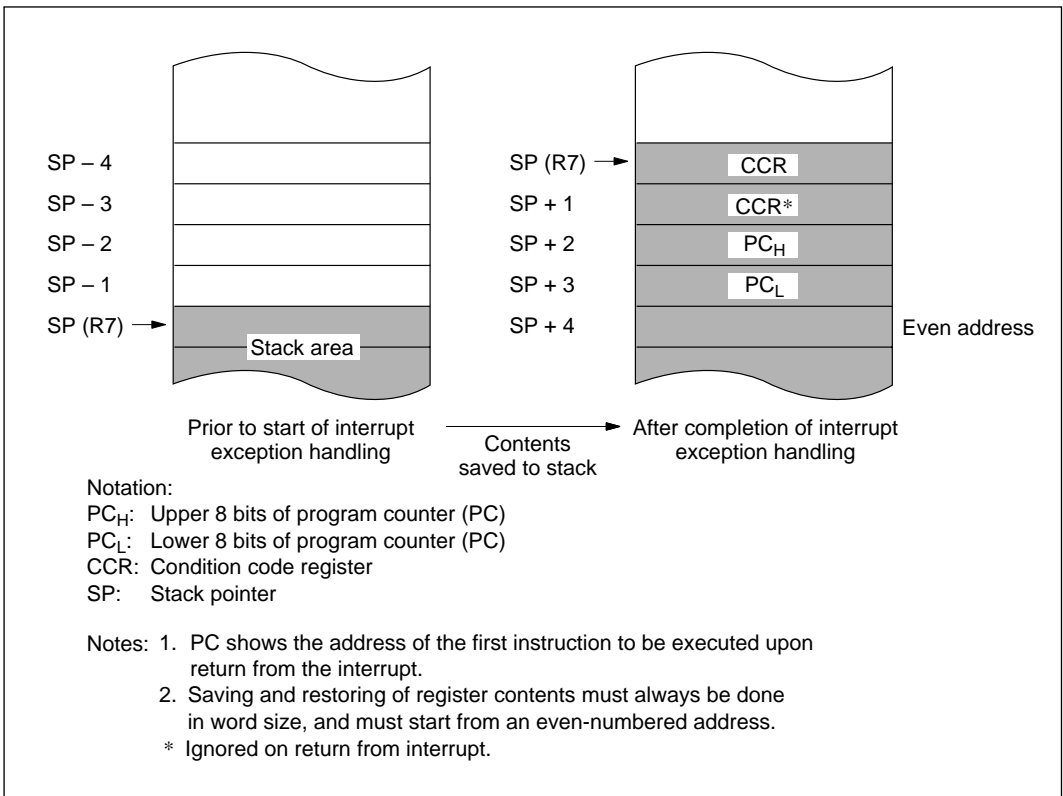 SP – 4
SP – 3
SP – 2
SP – 1
SP (R7)
Stack area
SP (R7)
SP + 1
SP + 2
SP + 3
SP + 4
CCR
CCR*
PCH
PCL
Even address
Prior to start of interrupt
exception handling
Contents
saved to stack
After completion of interrupt
exception handling
Notation:
PCH: Upper 8 bits of program counter (PC)
PCL: Lower 8 bits of program counter (PC)
CCR: Condition code register
SP: Stack pointer
Notes: 1. PC shows the address of the first instruction to be executed upon
return from the interrupt.
2. Saving and restoring of register contents must always be done
in word size, and must start from an even-numbered address.
* Ignored on return from interrupt.